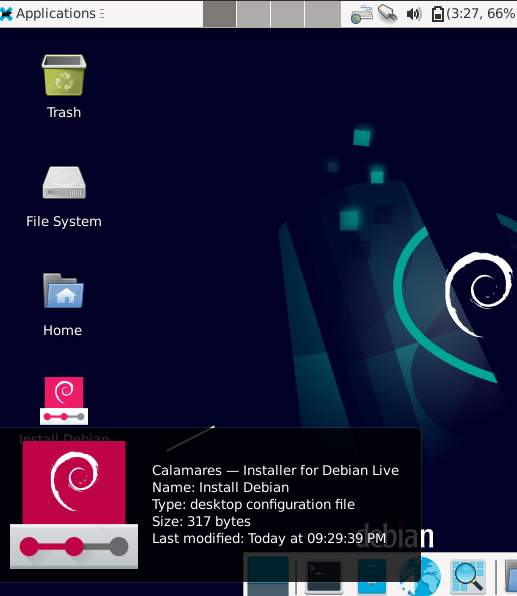 Applications
(3:27, 66%
Trash
File System
Home
Install Debian
Calamares — Installer for Debian Live
Name: Install Debian
Type: desktop configuration file
Size: 317 bytes
Last modified: Today at 09:29:39 PM
debian
>_